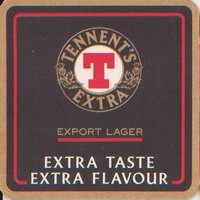 TENNENT'S
T
EXTRA
EXPORT LAGER
EXTRA TASTE
EXTRA FLAVOUR